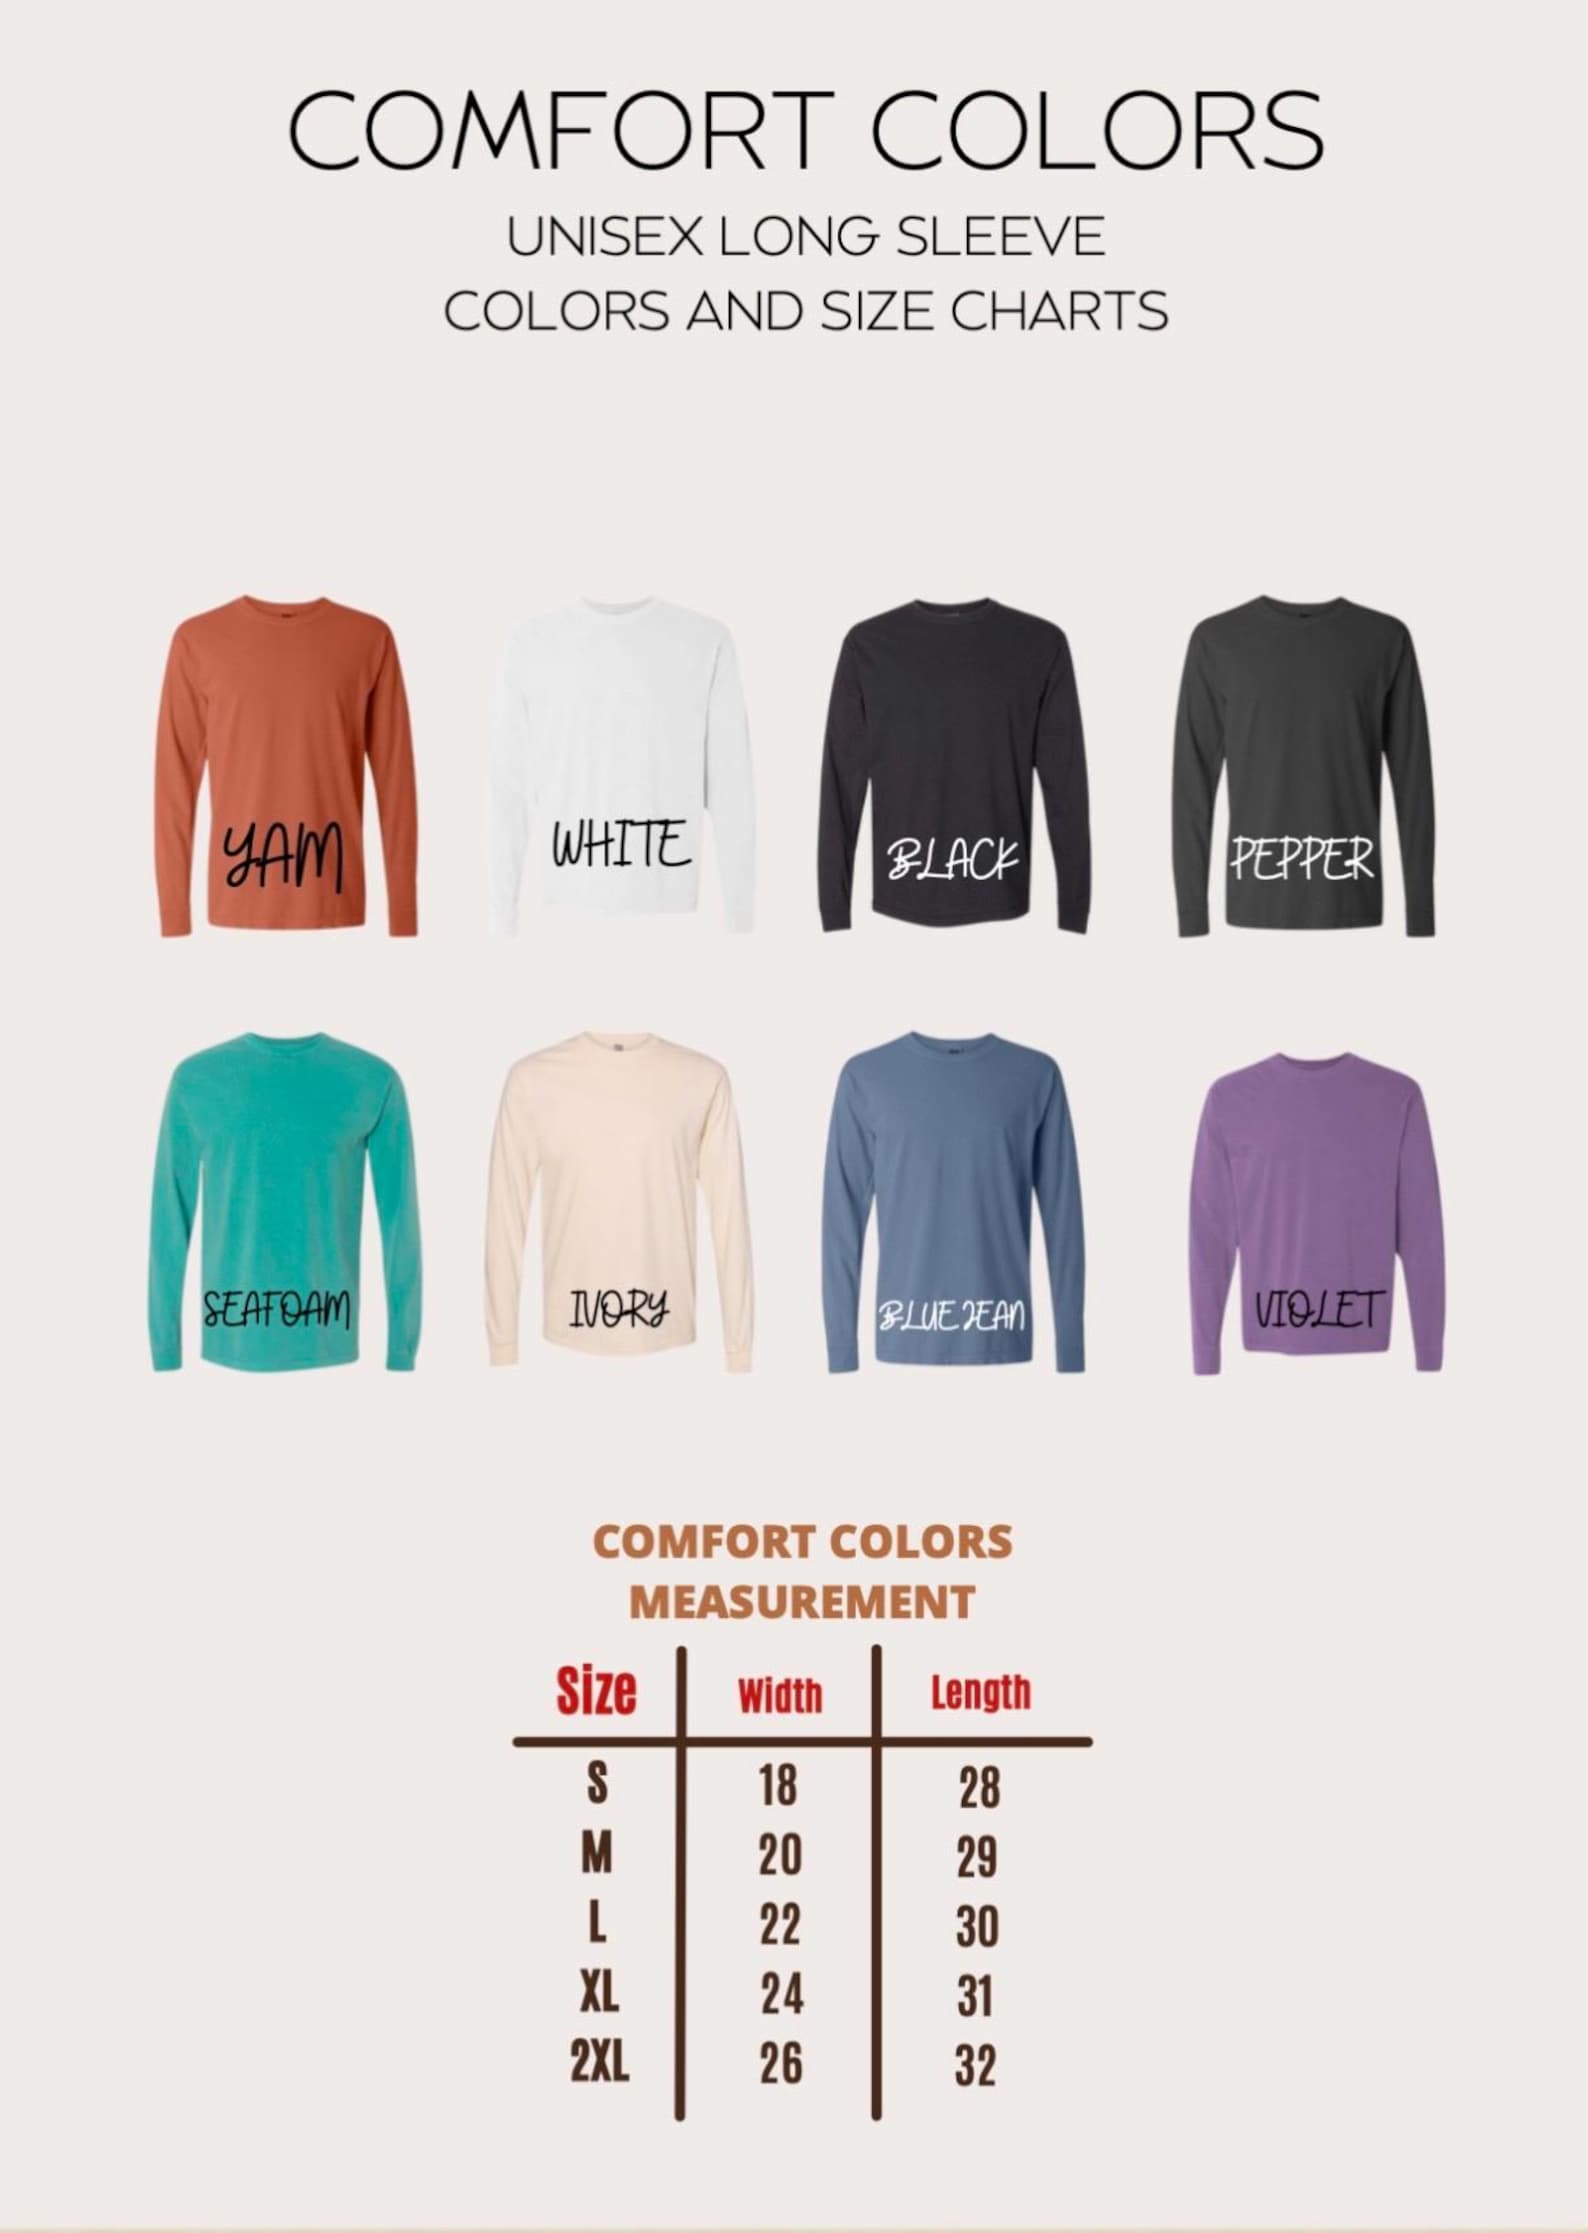 COMFORT COLORS
UNISEX LONG SLEEVE
COLORS AND SIZE CHARTS
YAM
WHITE
BLACK
PEPPER
SEAFOAM
IVORY
BLUE JEAN
VIOLET
COMFORT COLORS
MEASUREMENT
Size Width Length
S 18 28
M 20 29
L 22 30
XL 24 31
2XL 26 32